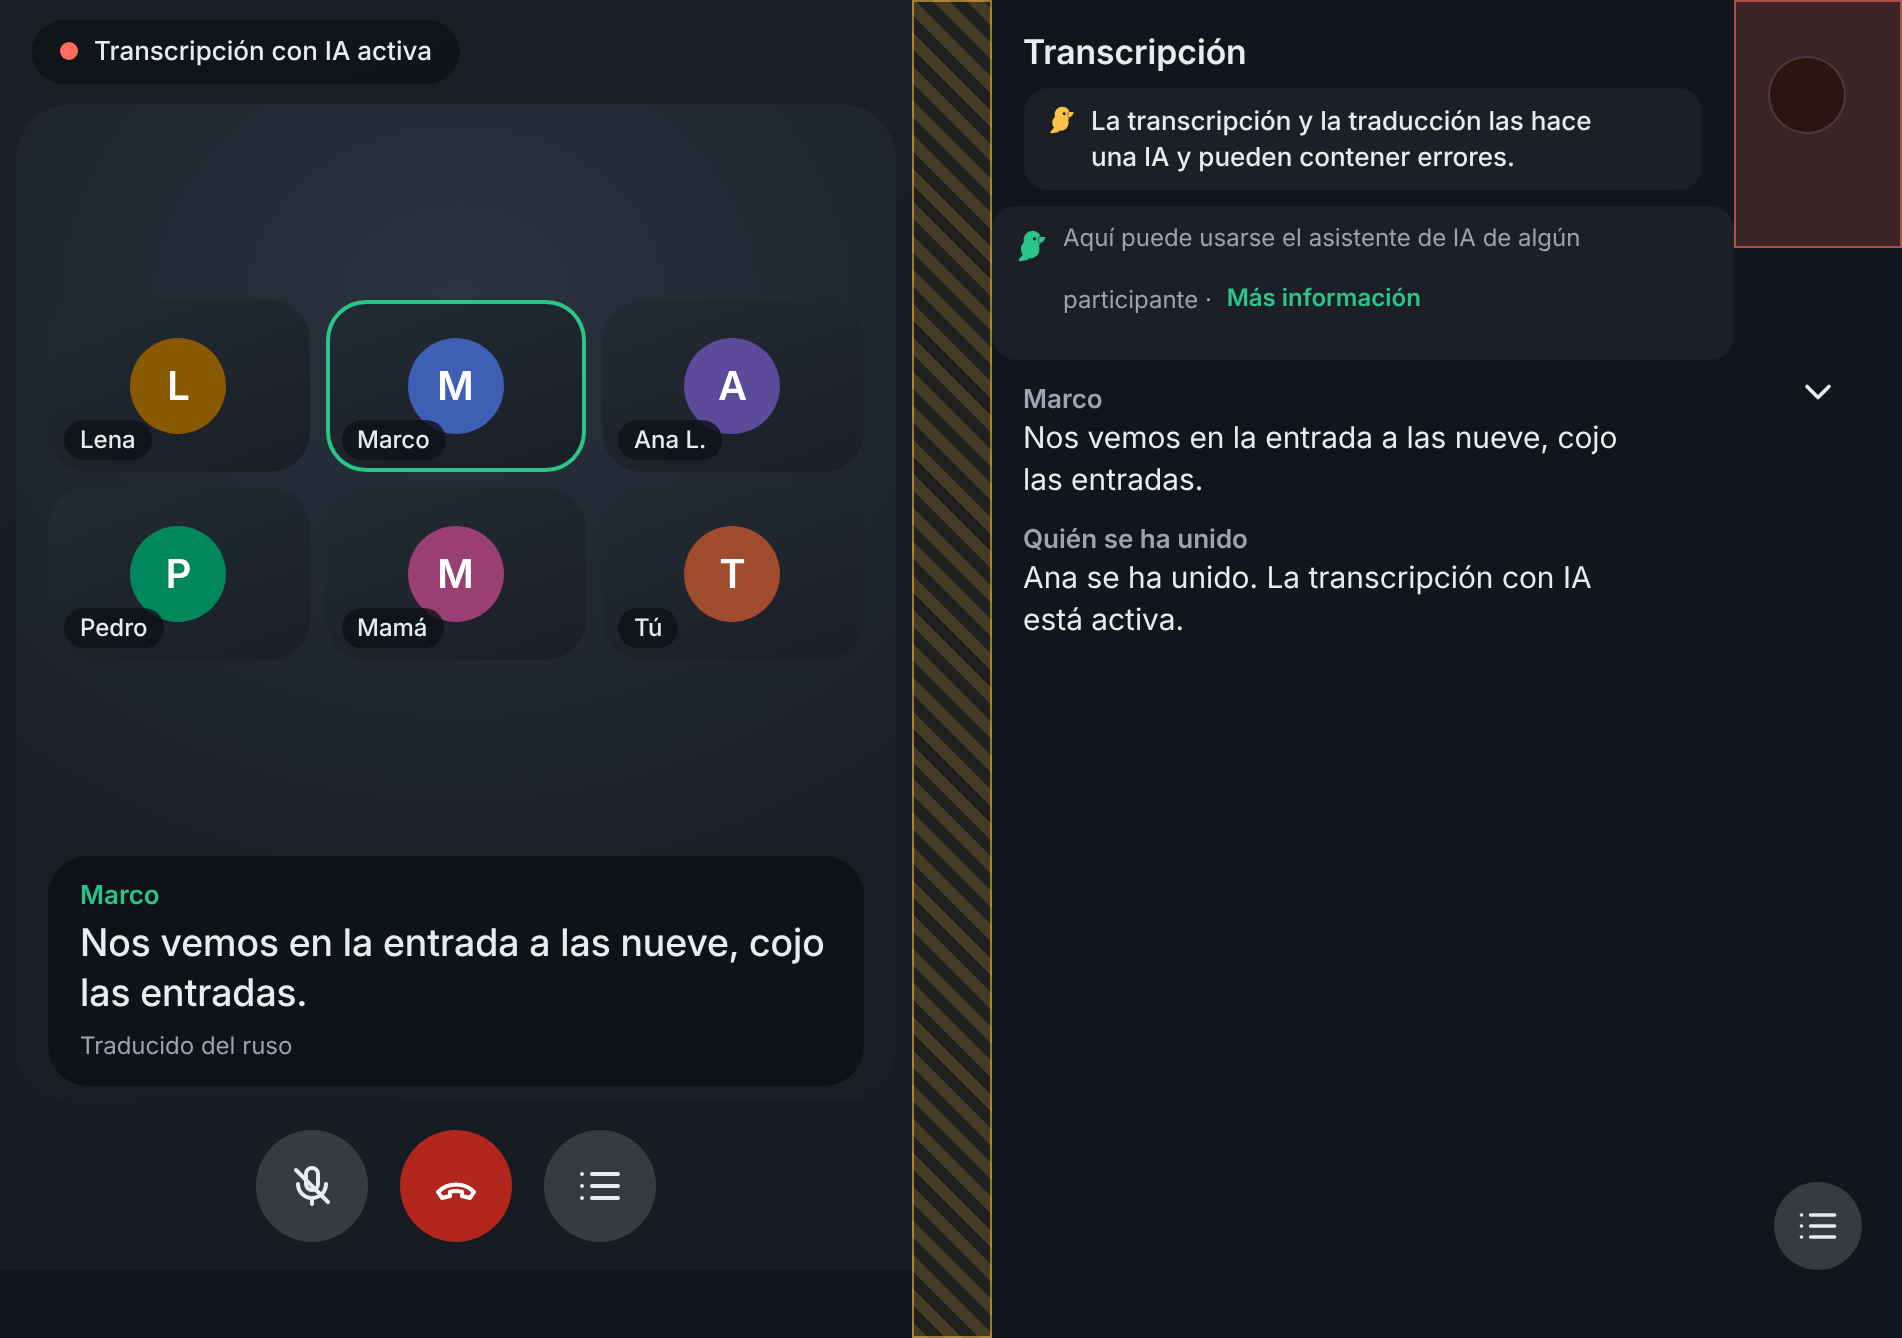 Transcripción con IA activa
L
Lena
M
Marco
A
Ana L.
P
Pedro
M
Mamá
T
Tú
Marco
Nos vemos en la entrada a las nueve, cojo
las entradas.
Traducido del ruso
Transcripción
La transcripción y la traducción las hace
una IA y pueden contener errores.
Aquí puede usarse el asistente de IA de algún
participante · Más información
Marco
Nos vemos en la entrada a las nueve, cojo
las entradas.
Quién se ha unido
Ana se ha unido. La transcripción con IA
está activa.